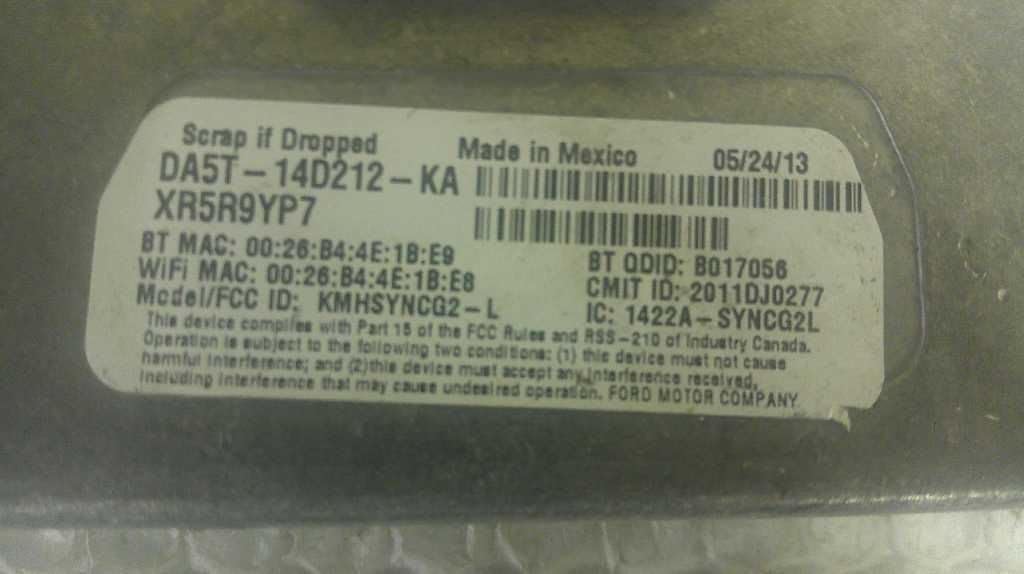 Scrap if Dropped Made in Mexico 05/24/13
DA5T-14D212-KA
XR5R9YP7
BT MAC: 00:26:B4:4E:1B:E9 BT QDID: B017056
WiFi MAC: 00:26:B4:4E:1B:E8 CMIT ID: 2011DJ0277
Model/FCC ID: KMHSYNCG2-L IC: 1422A-SYNCG2L
This device complies with Part 15 of the FCC Rules and RSS-210 of Industry Canada.
Operation is subject to the following two conditions: (1) this device must not cause
harmful interference; and (2)this device must accept any interference received,
including interference that may cause undesired operation. FORD MOTOR COMPANY